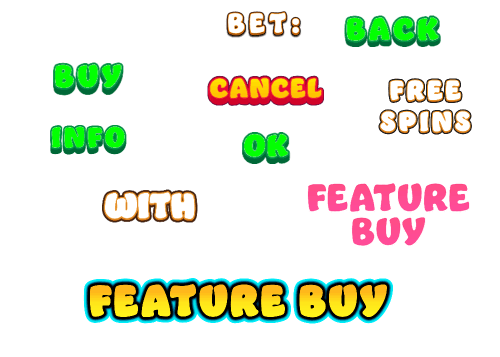 BET:
BACK
BUY
CANCEL
FREE
SPINS
INFO
OK
WITH
FEATURE
BUY
FEATURE BUY